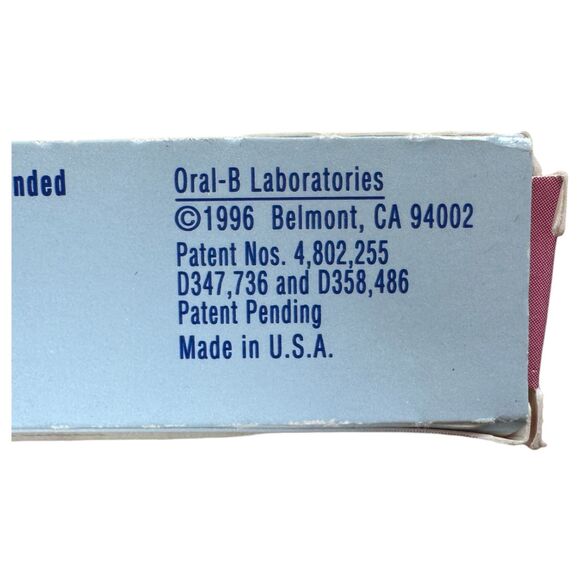 nded
Oral-B Laboratories
©1996 Belmont, CA 94002
Patent Nos. 4,802,255
D347,736 and D358,486
Patent Pending
Made in U.S.A.